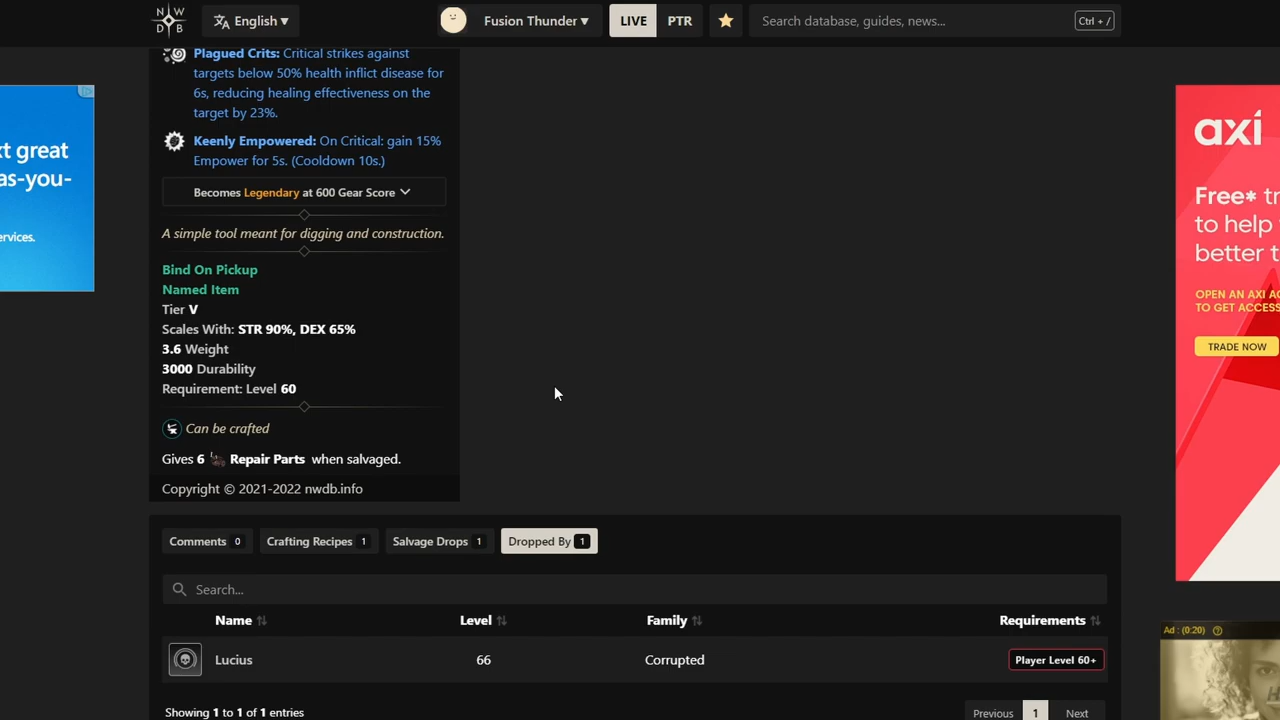 NW
DB
English
Fusion Thunder
LIVE
PTR
Search database, guides, news...
Ctrl + /
Plagued Crits: Critical strikes against
targets below 50% health inflict disease for
6s, reducing healing effectiveness on the
target by 23%.
Keenly Empowered: On Critical: gain 15%
Empower for 5s. (Cooldown 10s.)
Becomes Legendary at 600 Gear Score
A simple tool meant for digging and construction.
Bind On Pickup
Named Item
Tier V
Scales With: STR 90%, DEX 65%
3.6 Weight
3000 Durability
Requirement: Level 60
Can be crafted
Gives 6 Repair Parts when salvaged.
Copyright © 2021-2022 nwdb.info
Comments 0
Crafting Recipes 1
Salvage Drops 1
Dropped By 1
Search...
Name Level Family Requirements
Lucius 66 Corrupted Player Level 60+
Showing 1 to 1 of 1 entries
Previous 1 Next
xt great
as-you-
ervices.
axi
Free* tr
to help
better t
OPEN AN AXI AC
TO GET ACCESS
TRADE NOW
Ad : (0:20)